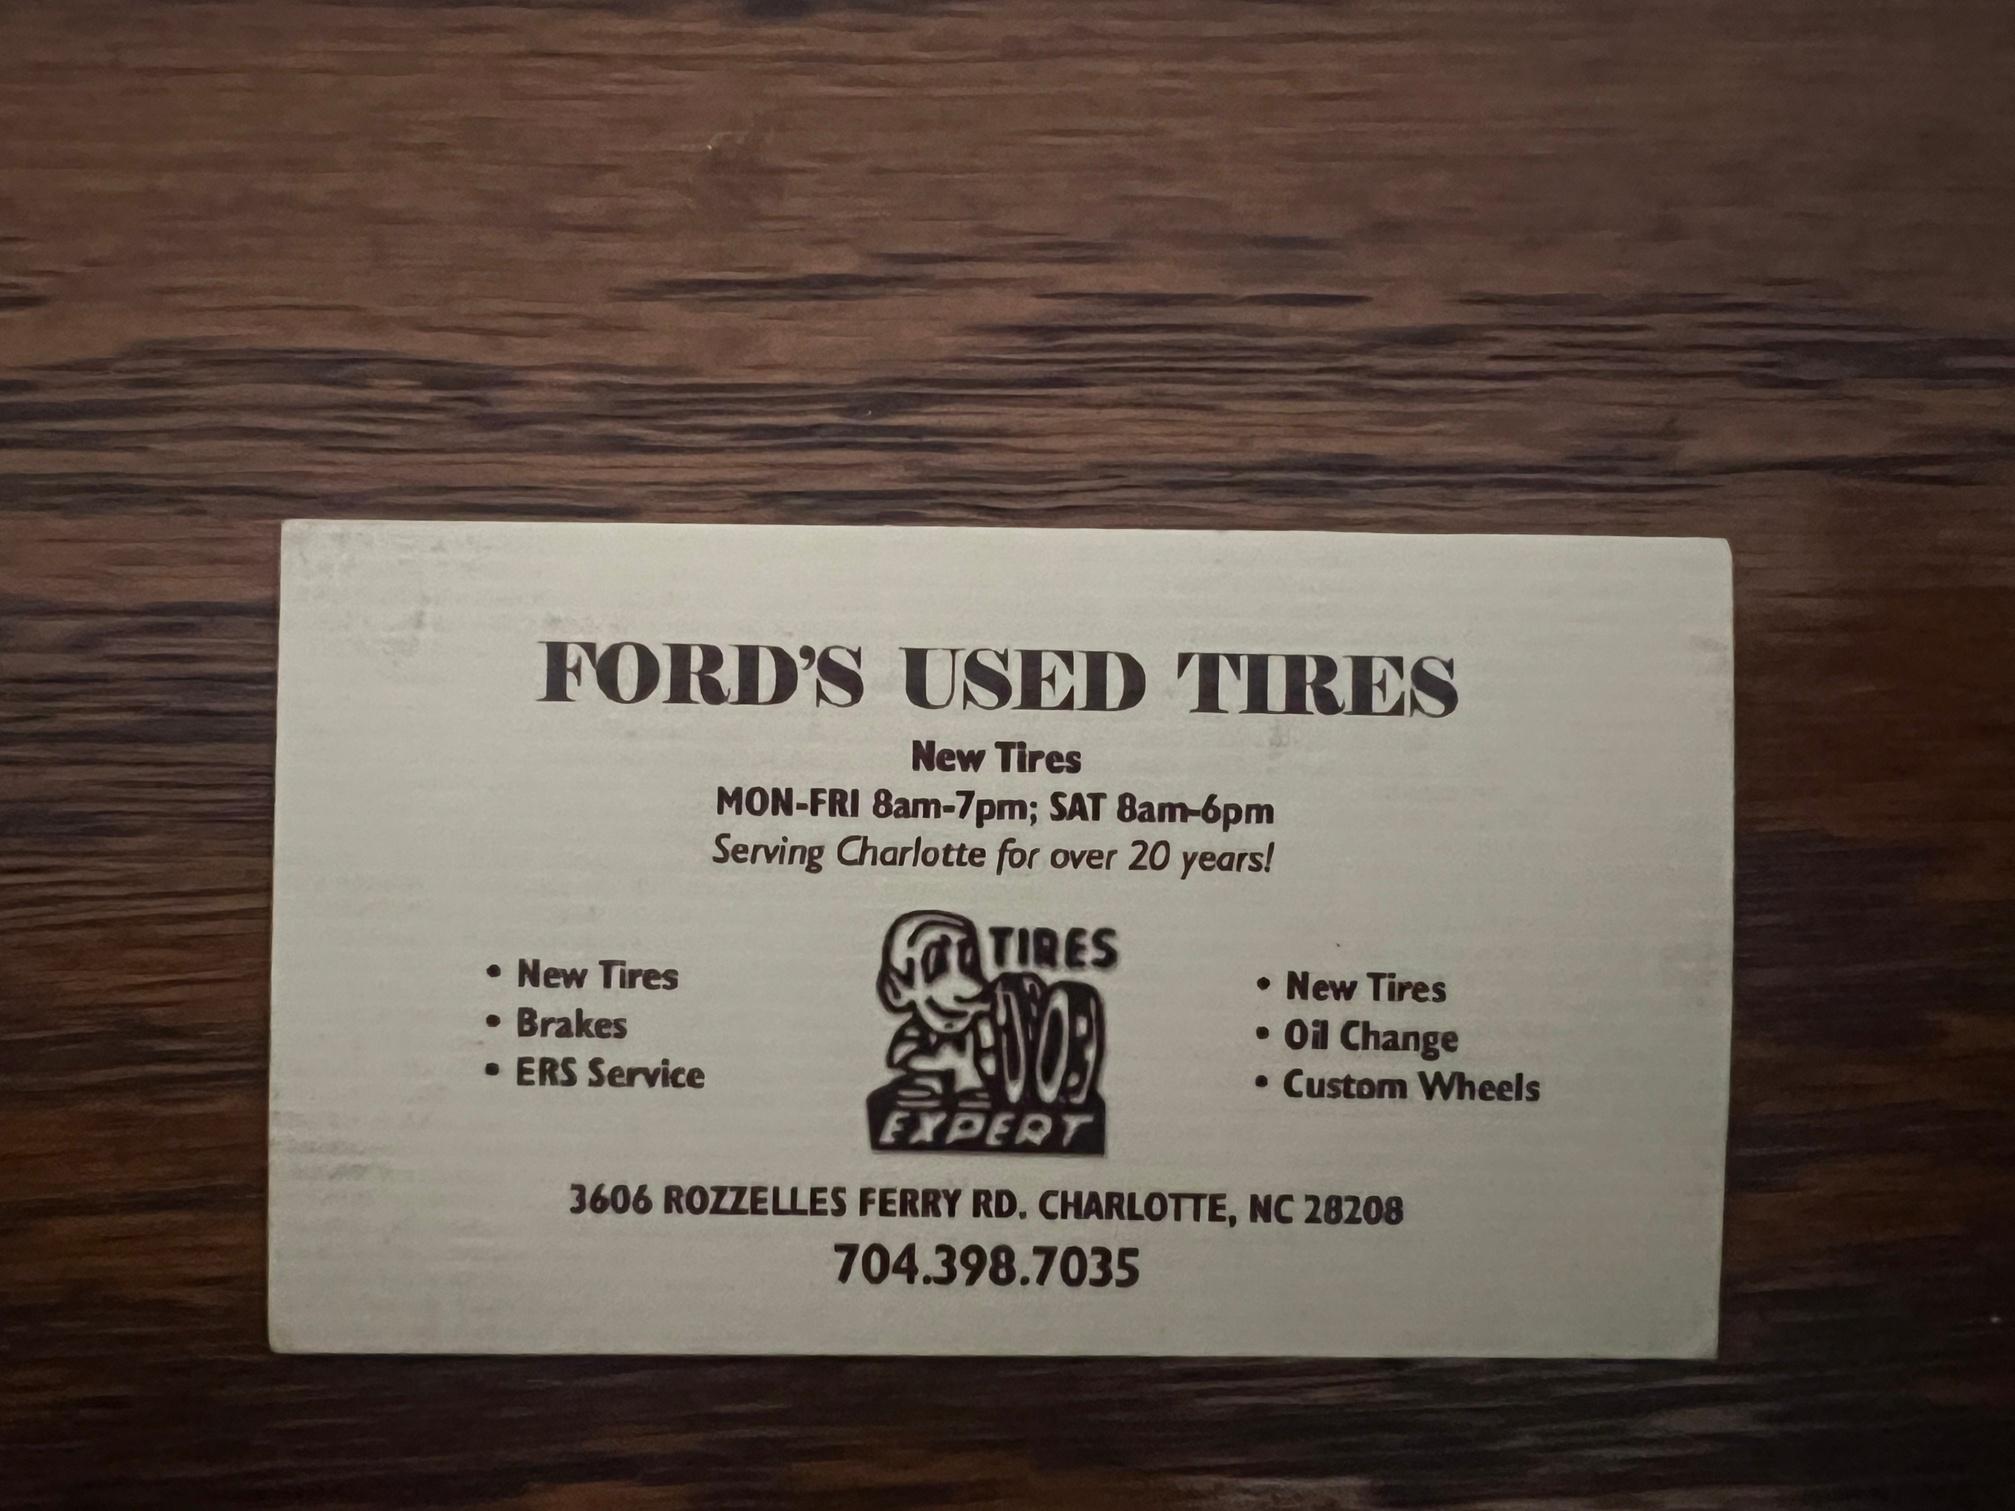 FORD'S USED TIRES
New Tires
MON-FRI 8am-7pm; SAT 8am-6pm
Serving Charlotte for over 20 years!
• New Tires
• Brakes
• ERS Service
TIRES
EXPERT
• New Tires
• Oil Change
• Custom Wheels
3606 ROZZELLES FERRY RD. CHARLOTTE, NC 28208
704.398.7035